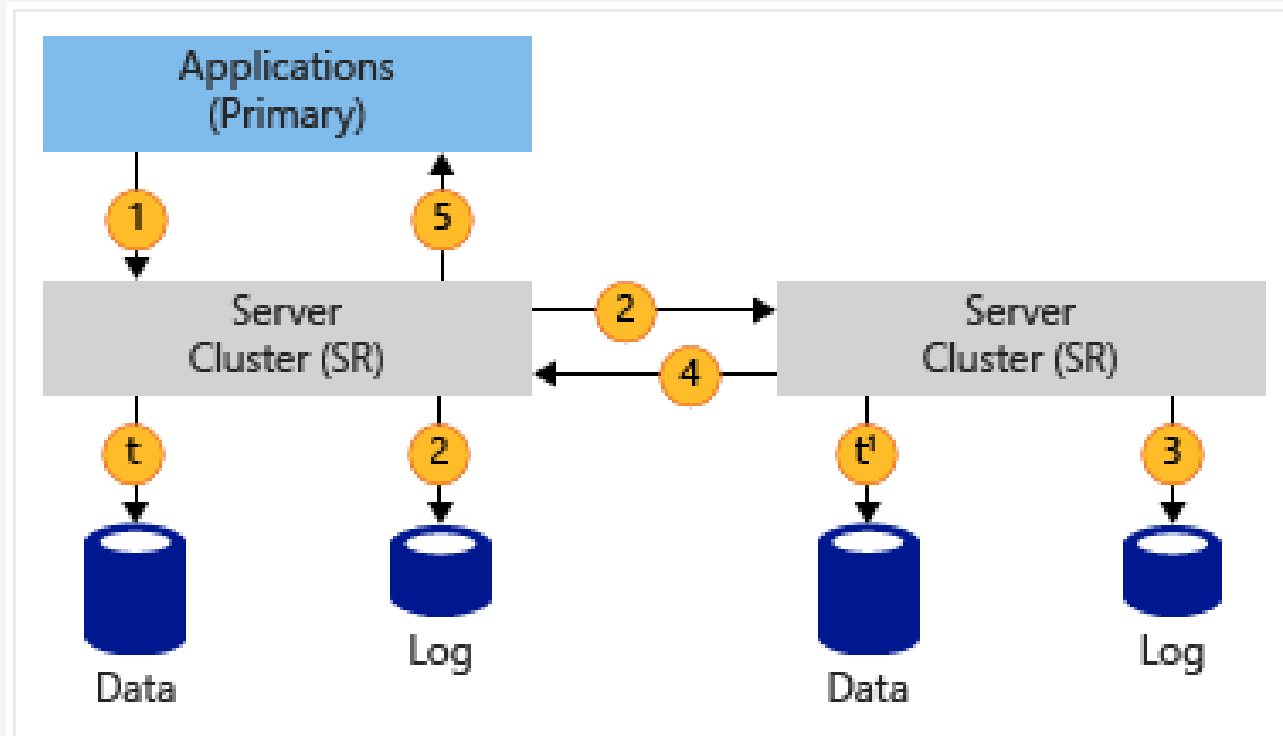 Applications
(Primary)
1
5
Server
Cluster (SR)
2
4
Server
Cluster (SR)
t
2
t¹
3
Data
Log
Data
Log